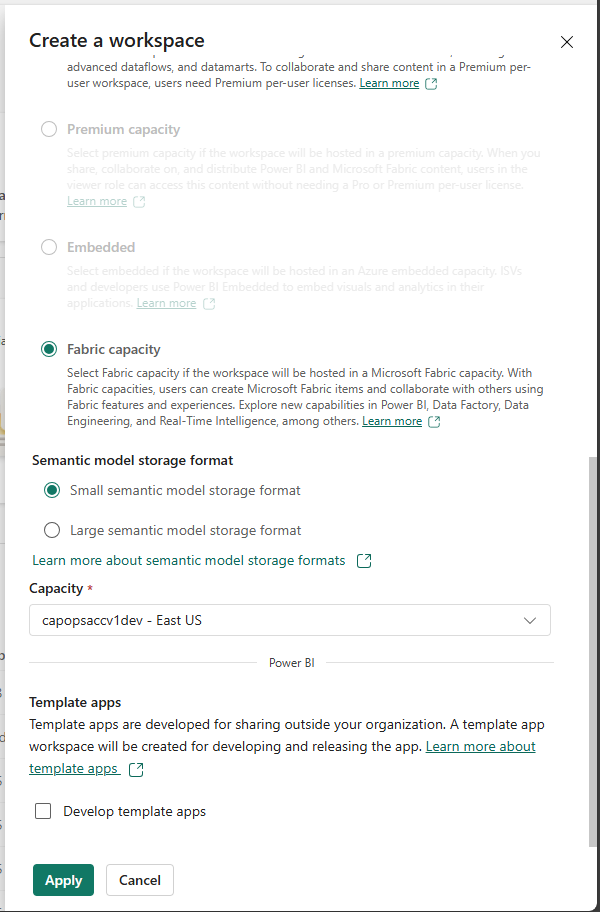 Create a workspace
advanced dataflows, and datamarts. To collaborate and share content in a Premium per-
user workspace, users need Premium per-user licenses. Learn more
Premium capacity
Select premium capacity if the workspace will be hosted in a premium capacity. When you
share, collaborate on, and distribute Power BI and Microsoft Fabric content, users in the
viewer role can access this content without needing a Pro or Premium per-user license.
Learn more
Embedded
Select embedded if the workspace will be hosted in an Azure embedded capacity. ISVs
and developers use Power BI Embedded to embed visuals and analytics in their
applications. Learn more
Fabric capacity
Select Fabric capacity if the workspace will be hosted in a Microsoft Fabric capacity. With
Fabric capacities, users can create Microsoft Fabric items and collaborate with others using
Fabric features and experiences. Explore new capabilities in Power BI, Data Factory, Data
Engineering, and Real-Time Intelligence, among others. Learn more
Semantic model storage format
Small semantic model storage format
Large semantic model storage format
Learn more about semantic model storage formats
Capacity *
capopsaccv1dev - East US
Power BI
Template apps
Template apps are developed for sharing outside your organization. A template app
workspace will be created for developing and releasing the app. Learn more about
template apps
Develop template apps
Apply Cancel